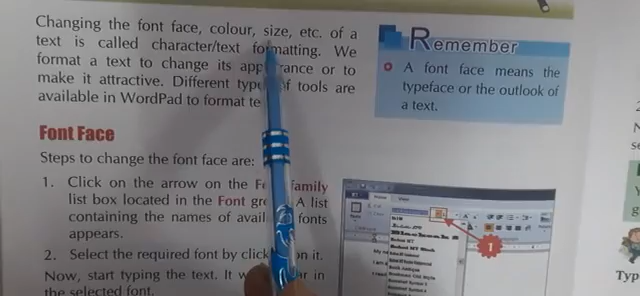 Changing the font face, colour, size, etc. of a
text is called character/text formatting. We
format a text to change its appearance or to
make it attractive. Different types of tools are
available in WordPad to format te
Remember
A font face means the
typeface or the outlook of
a text.
Font Face
Steps to change the font face are:
1. Click on the arrow on the Family
list box located in the Font A list
containing the names of fonts
appears.
2. Select the required font by click on it.
Now, start typing the text. It in
the selected font.
1
Typ